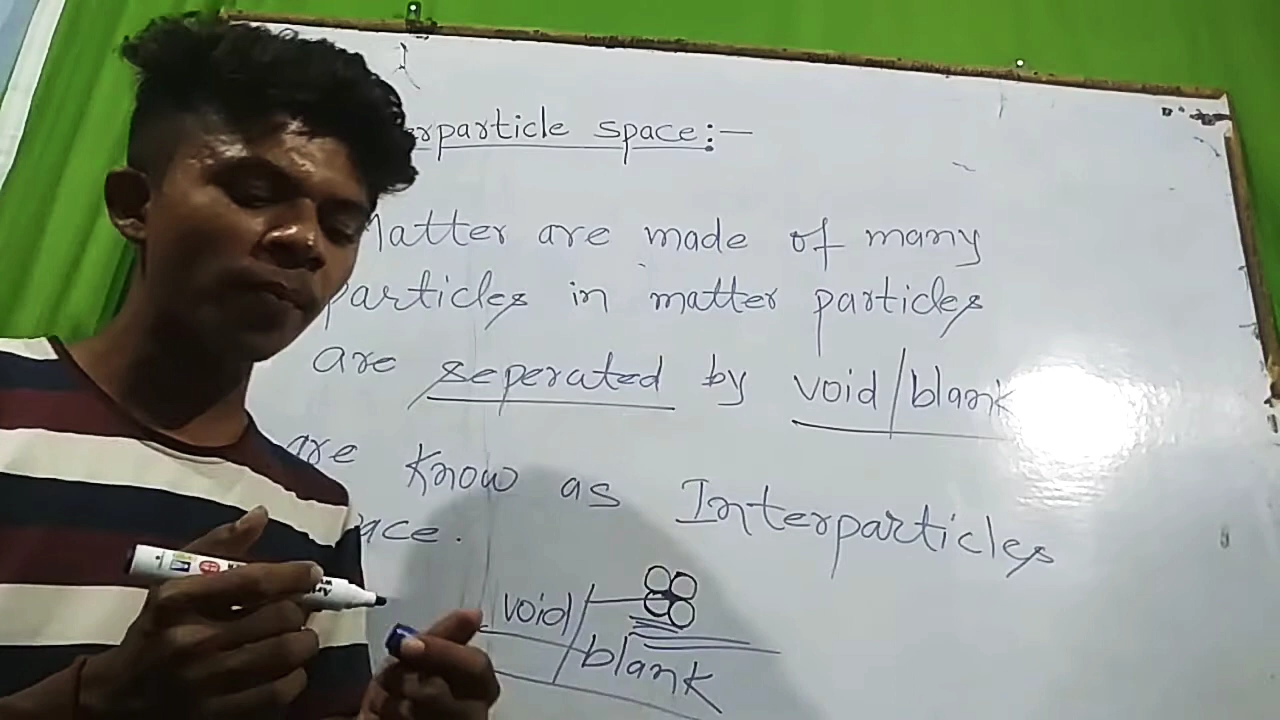 erparticle space:—
Matter are made of many
particles in matter particles
are seperated by void/blank
are know as Interparticles
ace.
void/
blank